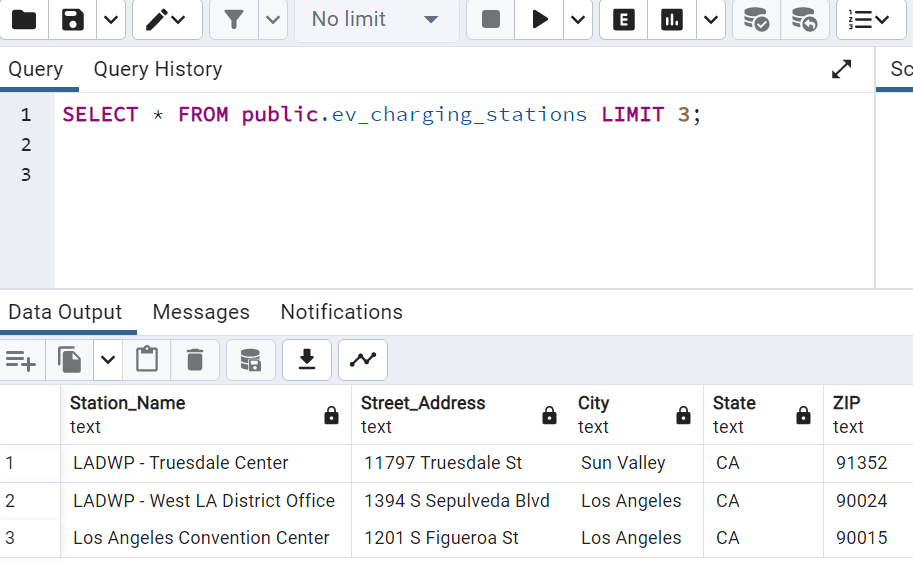 No limit
E
Query Query History Sc
1 SELECT * FROM public.ev_charging_stations LIMIT 3;
2
3
Data Output Messages Notifications
Station_Name Street_Address City State ZIP
text text text text text
1 LADWP - Truesdale Center 11797 Truesdale St Sun Valley CA 91352
2 LADWP - West LA District Office 1394 S Sepulveda Blvd Los Angeles CA 90024
3 Los Angeles Convention Center 1201 S Figueroa St Los Angeles CA 90015